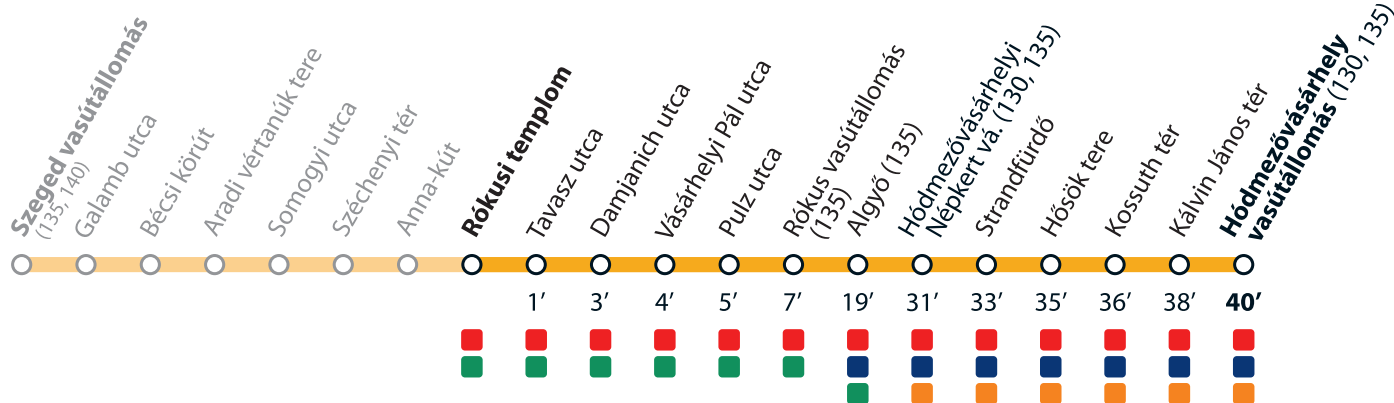 Szeged vasútállomás
(135, 140)
Galamb utca
Bécsi körút
Aradi vértanúk tere
Somogyi utca
Széchenyi tér
Anna-kút
Rókusi templom
Tavasz utca
Damjanich utca
Vásárhelyi Pál utca
Pulz utca
Rókus vasútállomás
(135)
Algyő (135)
Hódmezővásárhelyi
Népkert vá. (130, 135)
Strandfürdő
Hősök tere
Kossuth tér
Kálvin János tér
Hódmezővásárhely
vasútállomás (130, 135)
1’ 3’ 4’ 5’ 7’ 19’ 31’ 33’ 35’ 36’ 38’ 40’